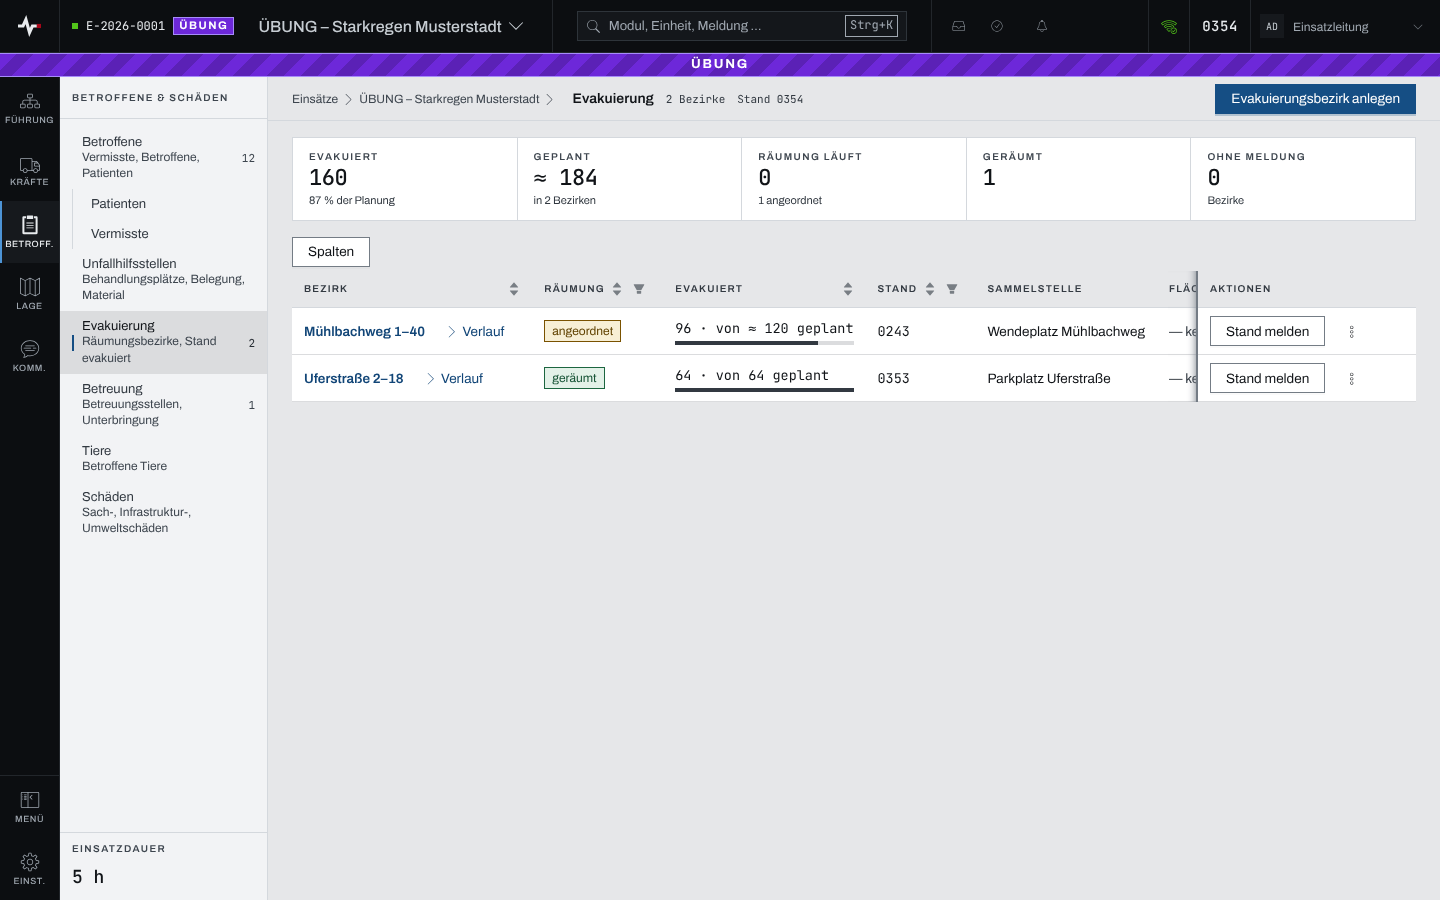 E-2026-0001 ÜBUNG ÜBUNG – Starkregen Musterstadt Modul, Einheit, Meldung ... Strg+K 0354 AD Einsatzleitung
ÜBUNG
FÜHRUNG
KRÄFTE
BETROFF.
LAGE
KOMM.
MENÜ
EINST.
BETROFFENE & SCHÄDEN
Betroffene
Vermisste, Betroffene,
Patienten
12
Patienten
Vermisste
Unfallhilfsstellen
Behandlungsplätze, Belegung,
Material
Evakuierung
Räumungsbezirke, Stand
evakuiert
2
Betreuung
Betreuungsstellen,
Unterbringung
1
Tiere
Betroffene Tiere
Schäden
Sach-, Infrastruktur-,
Umweltschäden
EINSATZDAUER
5 h
Einsätze ÜBUNG – Starkregen Musterstadt Evakuierung 2 Bezirke Stand 0354 Evakuierungsbezirk anlegen
EVAKUIERT
160
87 % der Planung
GEPLANT
≈ 184
in 2 Bezirken
RÄUMUNG LÄUFT
0
1 angeordnet
GERÄUMT
1
OHNE MELDUNG
0
Bezirke
Spalten
BEZIRK RÄUMUNG EVAKUIERT STAND SAMMELSTELLE FLÄC AKTIONEN
Mühlbachweg 1–40 Verlauf angeordnet 96 · von ≈ 120 geplant 0243 Wendeplatz Mühlbachweg — ke Stand melden
Uferstraße 2–18 Verlauf geräumt 64 · von 64 geplant 0353 Parkplatz Uferstraße — ke Stand melden